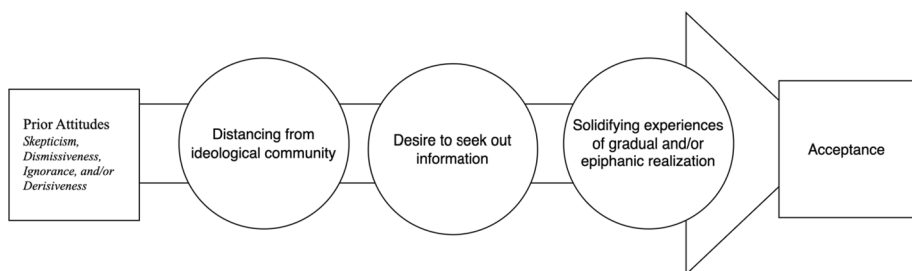 Prior Attitudes
Skepticism,
Dismissiveness,
Ignorance, and/or
Derisiveness
Distancing from
ideological community
Desire to seek out
information
Solidifying experiences
of gradual and/or
epiphanic realization
Acceptance